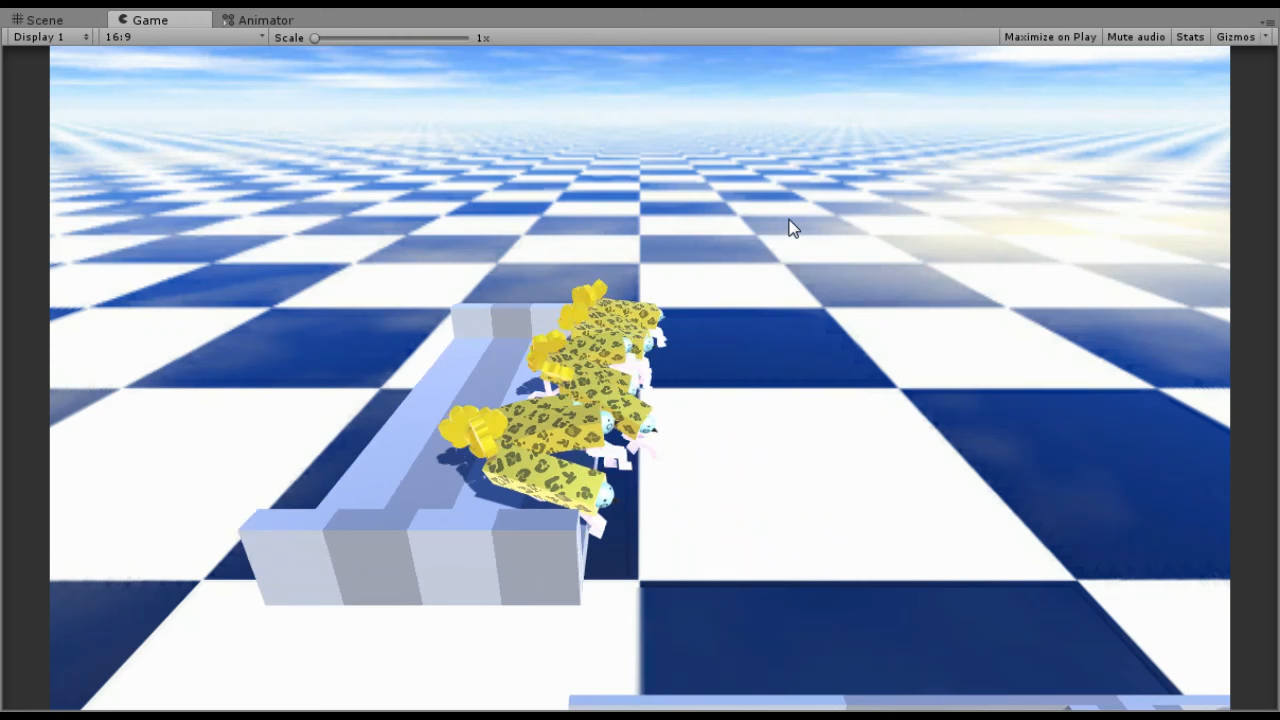 Scene Game Animator
Display 1 16:9 Scale 1x Maximize on Play Mute audio Stats Gizmos